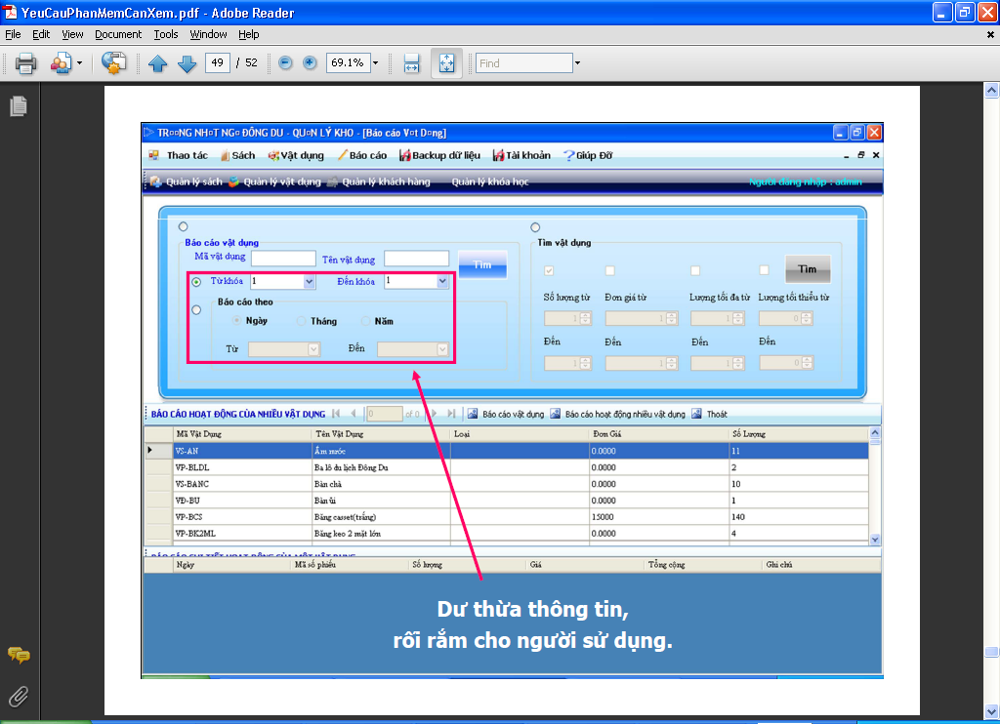 YeuCauPhanMemCanXem.pdf - Adobe Reader
File Edit View Document Tools Window Help
49 / 52 69.1% Find
TR¤¤NG NH¤T NG¤ ĐÔNG DU - QU¤N LÝ KHO - [Báo cáo V¤t D¤ng]
Thao tác Sách Vật dụng Báo cáo Backup dữ liệu Tài khoản Giúp Đỡ
Quản lý sách Quản lý vật dụng Quản lý khách hàng Quản lý khóa học Người đăng nhập : admin
Báo cáo vật dụng Tìm vật dụng
Mã vật dụng Tên vật dụng Tìm Tìm
Từ khóa 1 Đến khóa 1
Số lượng từ Đơn giá từ Lượng tối đa từ Lượng tối thiểu từ
Báo cáo theo
Ngày Tháng Năm 1 1 1 0
Từ Đến Đến Đến Đến Đến
1 1 1 0
BÁO CÁO HOẠT ĐỘNG CỦA NHIỀU VẬT DỤNG 0 of 0 Báo cáo vật dụng Báo cáo hoạt động nhiều vật dụng Thoát
Mã Vật Dụng Tên Vật Dụng Loại Đơn Giá Số Lượng
VS-AN Ấm nước 0.0000 11
VP-BLDL Ba lô du lịch Đông Du 0.0000 2
VS-BANC Bàn chà 0.0000 10
VĐ-BU Bàn ủi 0.0000 1
VP-BCS Băng casset(trắng) 15000 140
VP-BK2ML Băng keo 2 mặt lớn 0.0000 4
BÁO CÁO CHI TIẾT HOẠT ĐỘNG CỦA MỘT VẬT DỤNG
Ngày Mã số phiếu Số lượng Giá Tổng cộng Ghi chú
Dư thừa thông tin,
rối rắm cho người sử dụng.